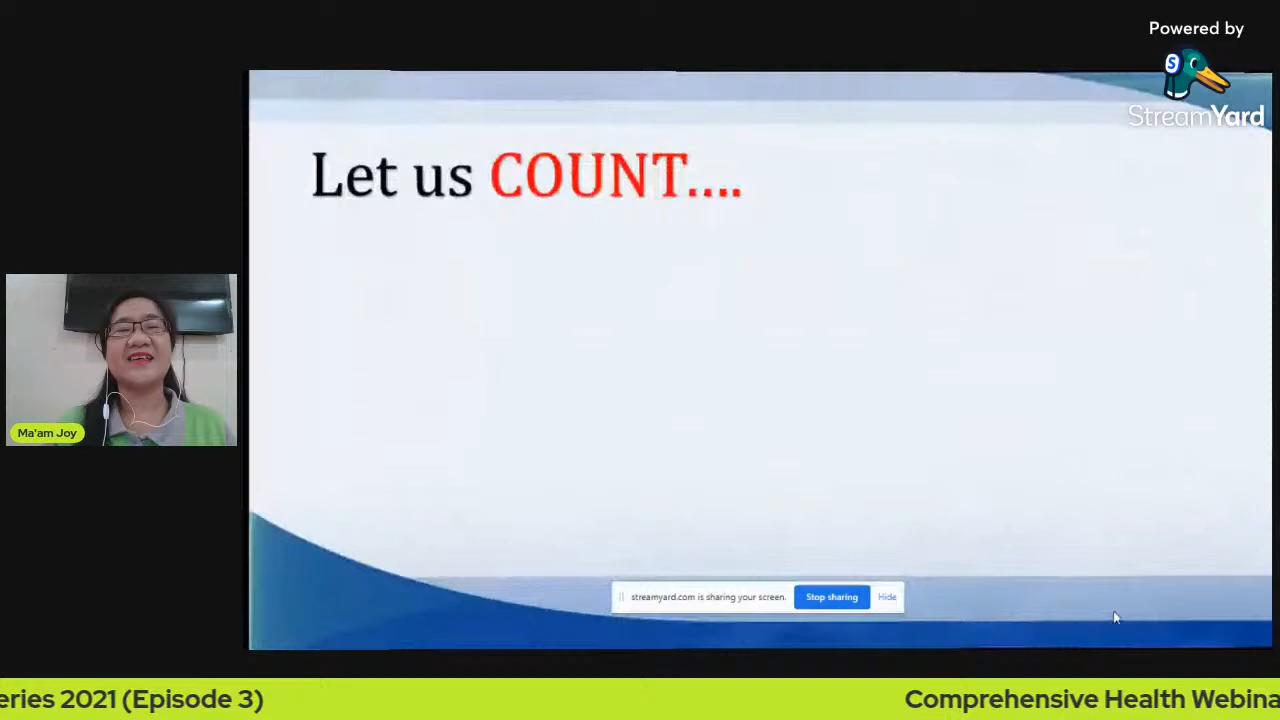 Powered by
StreamYard
Let us COUNT....
Ma'am Joy
streamyard.com is sharing your screen.
Stop sharing
Hide
eries 2021 (Episode 3)
Comprehensive Health Webina